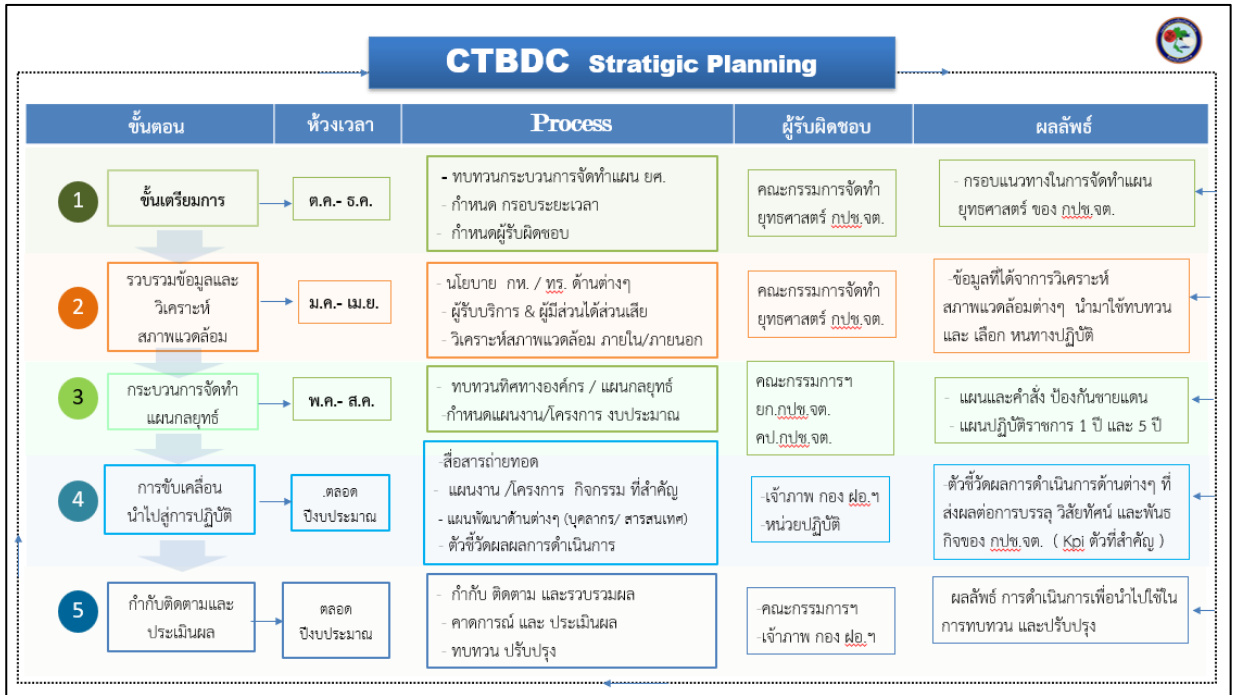 CTBDC Stratigic Planning
ขั้นตอน
ห้วงเวลา
Process
ผู้รับผิดชอบ
ผลลัพธ์
1
ขั้นเตรียมการ
ต.ค.- ธ.ค.
- ทบทวนกระบวนการจัดทำแผน ยศ.
- กำหนด กรอบระยะเวลา
- กำหนดผู้รับผิดชอบ
คณะกรรมการจัดทำ
ยุทธศาสตร์ กปช.จต.
- กรอบแนวทางในการจัดทำแผน
ยุทธศาสตร์ ของ กปช.จต.
2
รวบรวมข้อมูลและ
วิเคราะห์
สภาพแวดล้อม
ม.ค.- เม.ย.
- นโยบาย กห. / ทร. ด้านต่างๆ
- ผู้รับบริการ & ผู้มีส่วนได้ส่วนเสีย
- วิเคราะห์สภาพแวดล้อม ภายใน/ภายนอก
คณะกรรมการจัดทำ
ยุทธศาสตร์ กปช.จต.
-ข้อมูลที่ได้จาการวิเคราะห์
สภาพแวดล้อมต่างๆ นำมาใช้ทบทวน
และ เลือก หนทางปฏิบัติ
3
กระบวนการจัดทำ
แผนกลยุทธ์
พ.ค.- ส.ค.
- ทบทวนทิศทางองค์กร / แผนกลยุทธ์
-กำหนดแผนงาน/โครงการ งบประมาณ
คณะกรรมการฯ
ยก.กปช.จต.
คป.กปช.จต.
- แผนและคำสั่ง ป้องกันชายแดน
- แผนปฏิบัติราชการ 1 ปี และ 5 ปี
4
การขับเคลื่อน
นำไปสู่การปฏิบัติ
.ตลอด
ปีงบประมาณ
-สื่อสารถ่ายทอด
- แผนงาน /โครงการ กิจกรรม ที่สำคัญ
- แผนพัฒนาด้านต่างๆ (บุคลากร/ สารสนเทศ)
- ตัวชี้วัดผลผลการดำเนินการ
-เจ้าภาพ กอง ฝอ.ฯ
-หน่วยปฏิบัติ
-ตัวชี้วัดผลการดำเนินการด้านต่างๆ ที่
ส่งผลต่อการบรรลุ วิสัยทัศน์ และพันธ
กิจของ กปช.จต. ( Kpi ตัวที่สำคัญ )
5
กำกับติดตามและ
ประเมินผล
ตลอด
ปีงบประมาณ
- กำกับ ติดตาม และรวบรวมผล
- คาดการณ์ และ ประเมินผล
- ทบทวน ปรับปรุง
-คณะกรรมการฯ
-เจ้าภาพ กอง ฝอ.ฯ
ผลลัพธ์ การดำเนินการเพื่อนำไปใช้ใน
การทบทวน และปรับปรุง